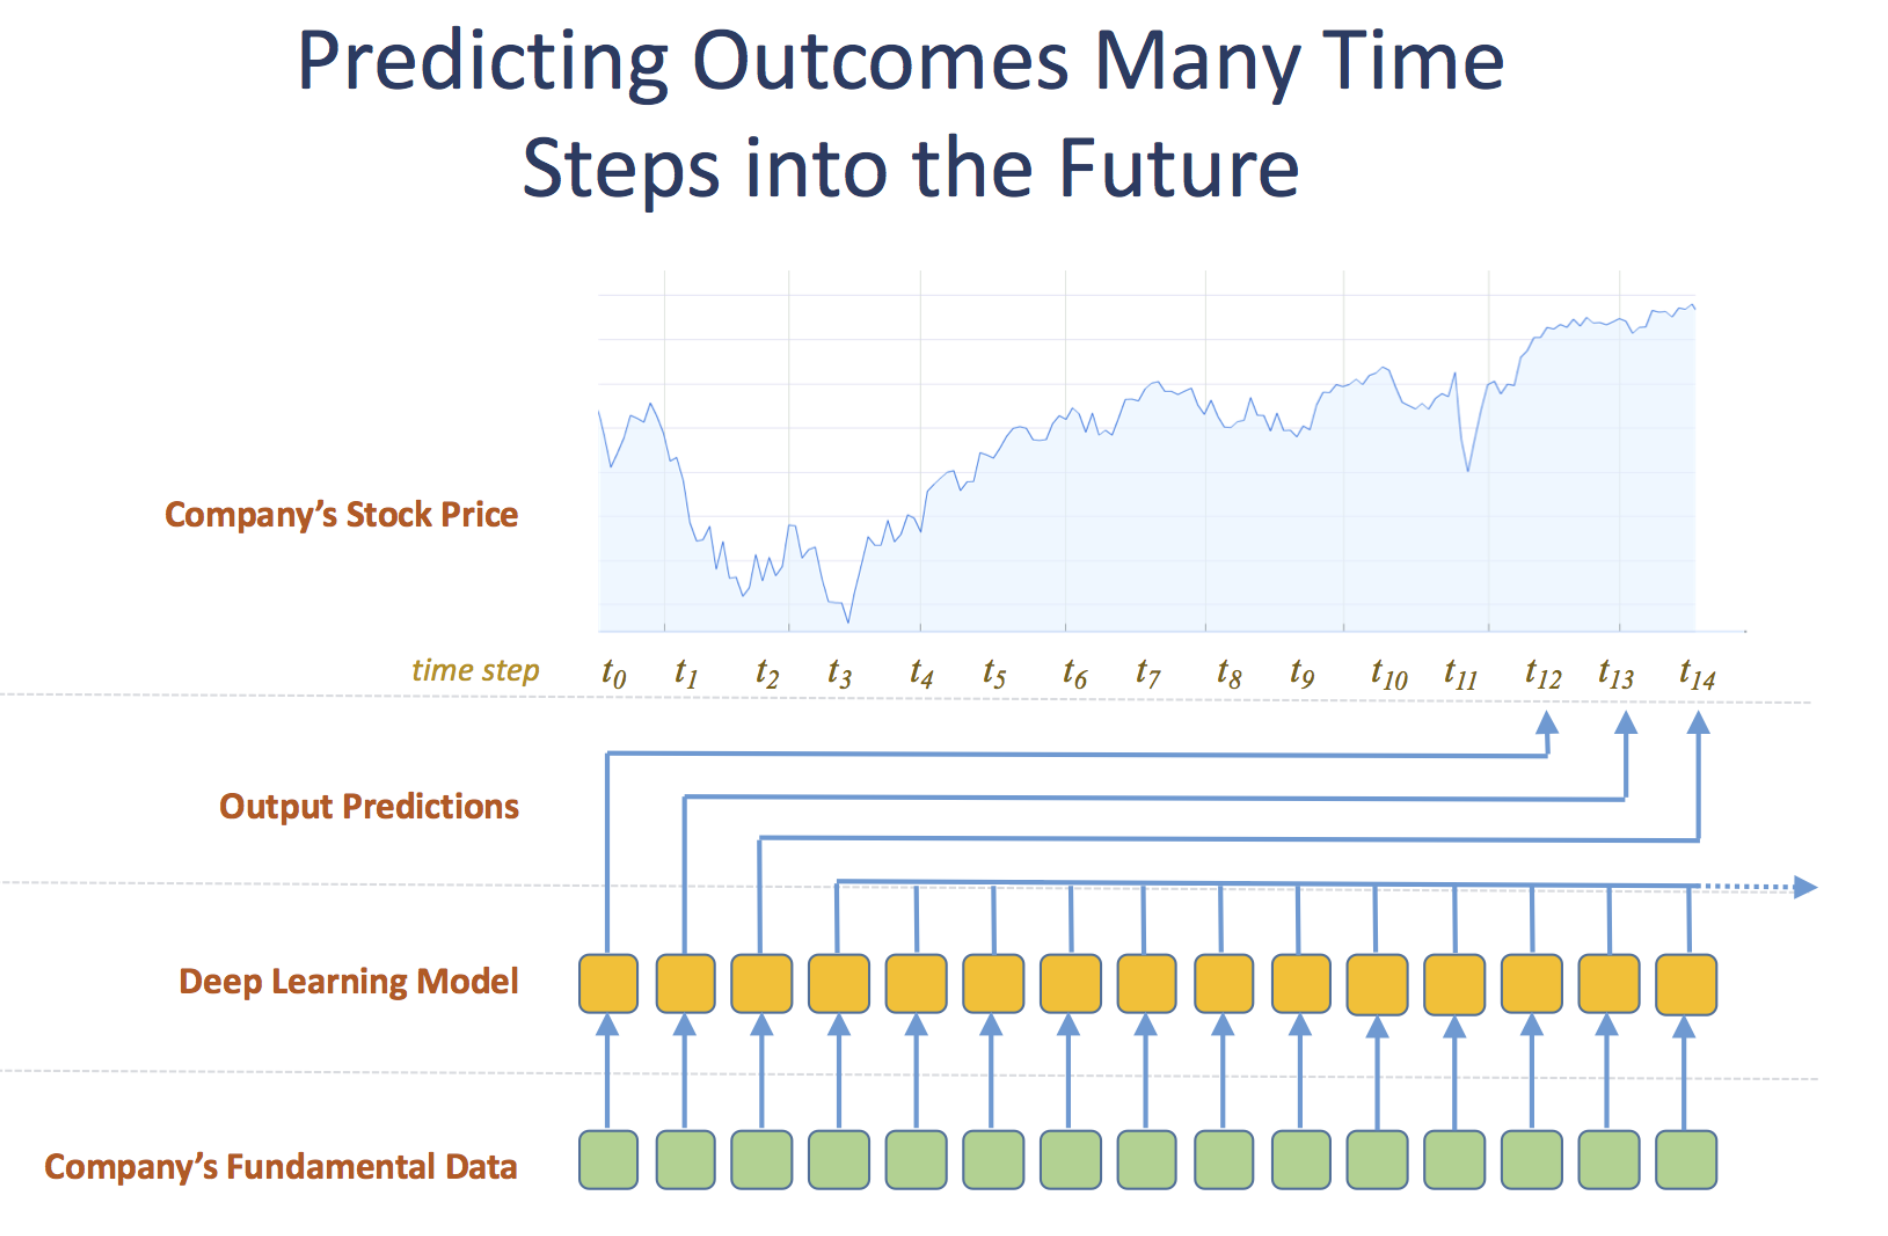 Predicting Outcomes Many Time
Steps into the Future
Company’s Stock Price
time step t0 t1 t2 t3 t4 t5 t6 t7 t8 t9 t10 t11 t12 t13 t14
Output Predictions
Deep Learning Model
Company’s Fundamental Data